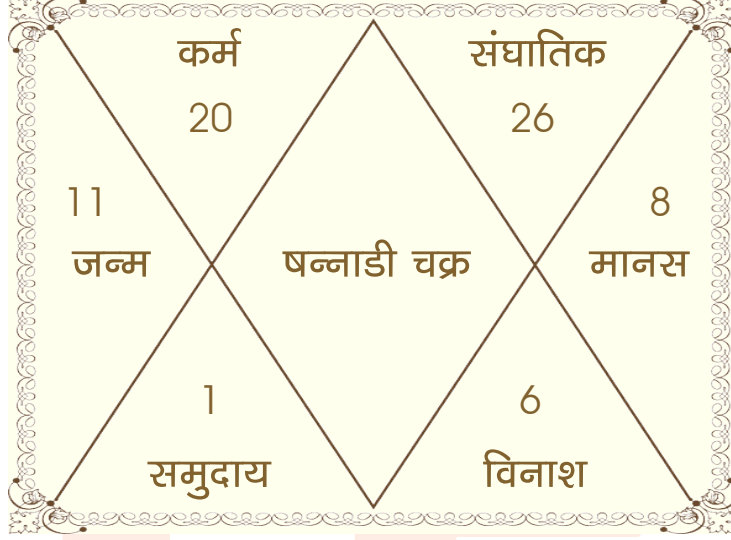 कर्म
संघातिक
20
26
11
8
जन्म
षन्नाडी चक्र
मानस
1
6
समुदाय
विनाश